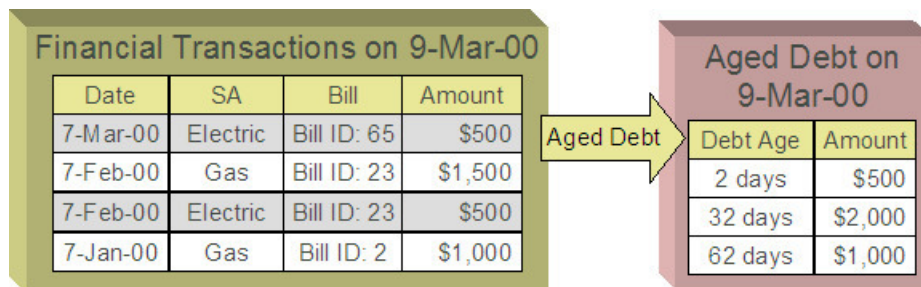 Financial Transactions on 9-Mar-00
Date SA Bill Amount
7-Mar-00 Electric Bill ID: 65 $500
7-Feb-00 Gas Bill ID: 23 $1,500
7-Feb-00 Electric Bill ID: 23 $500
7-Jan-00 Gas Bill ID: 2 $1,000
Aged Debt
Aged Debt on
9-Mar-00
Debt Age Amount
2 days $500
32 days $2,000
62 days $1,000